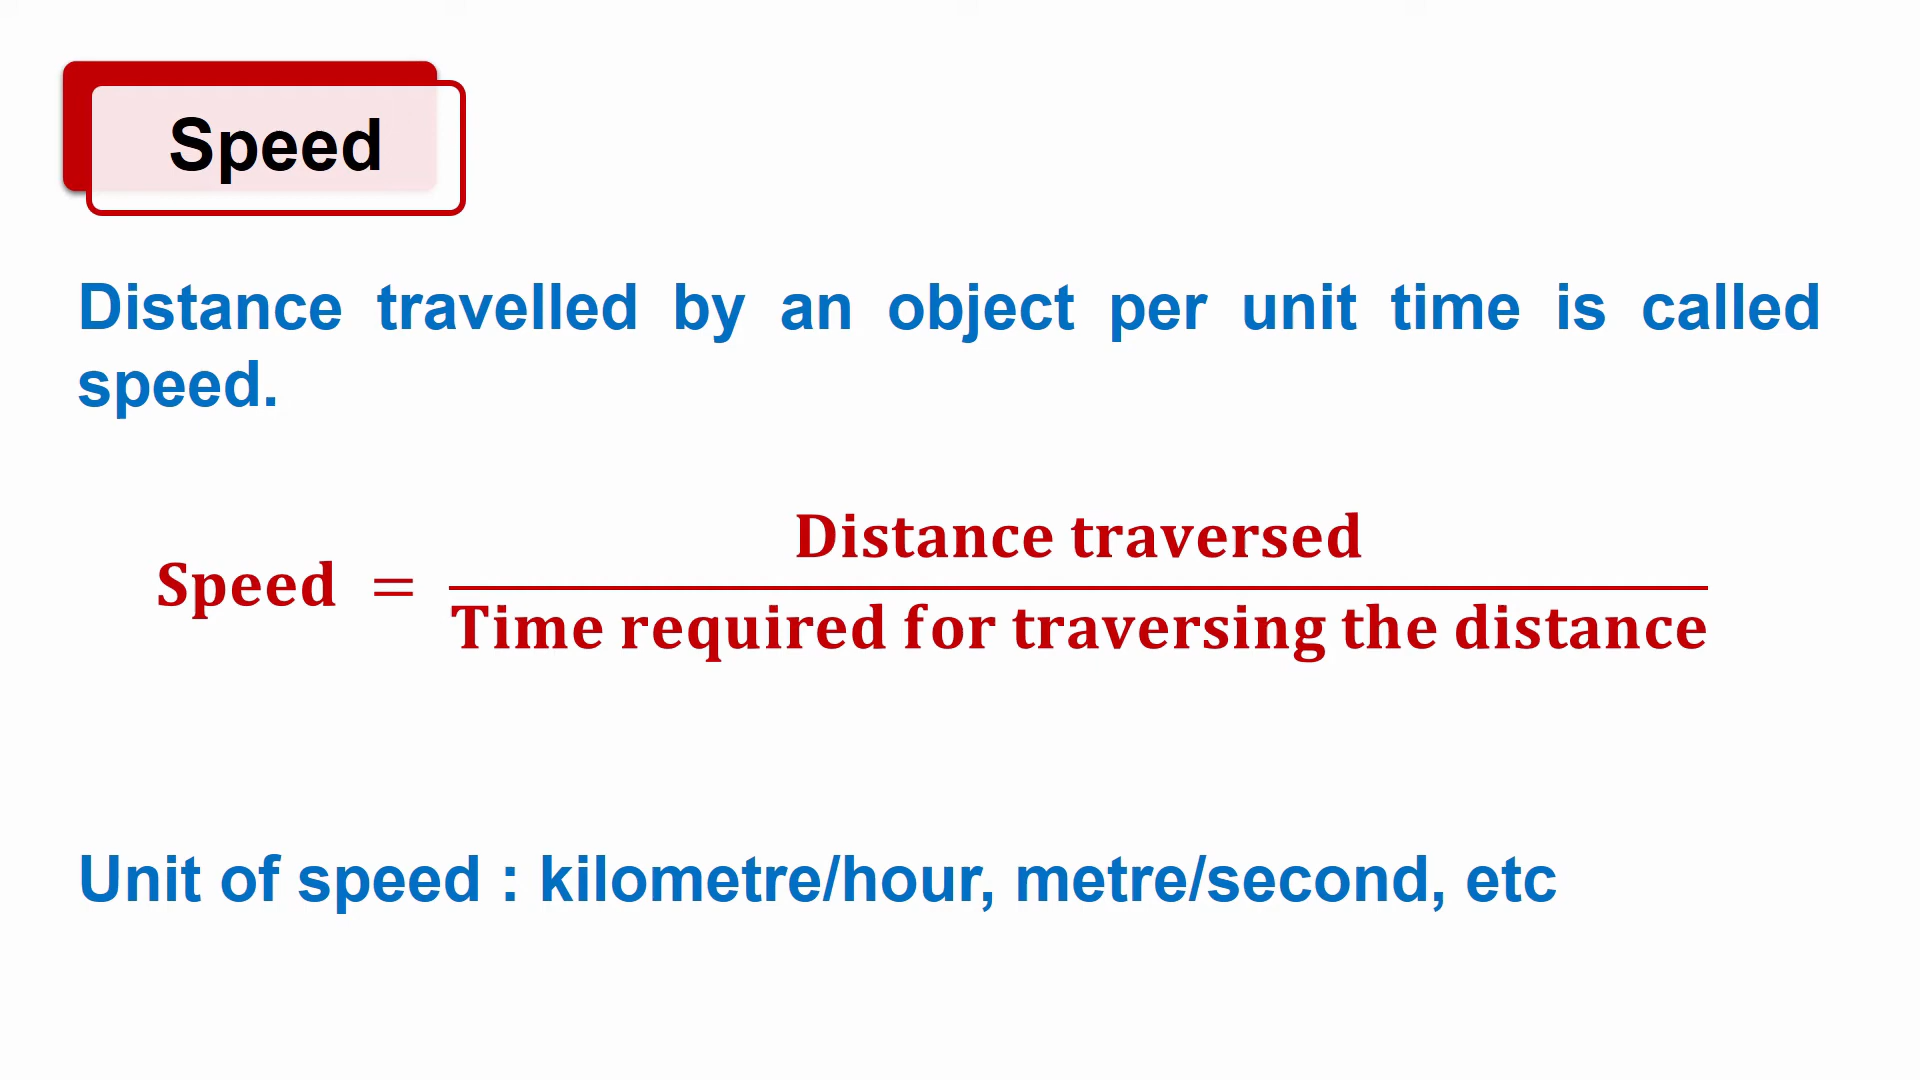 Speed
Distance travelled by an object per unit time is called
speed.
Distance traversed
Speed =
Time required for traversing the distance
Unit of speed : kilometre/hour, metre/second, etc